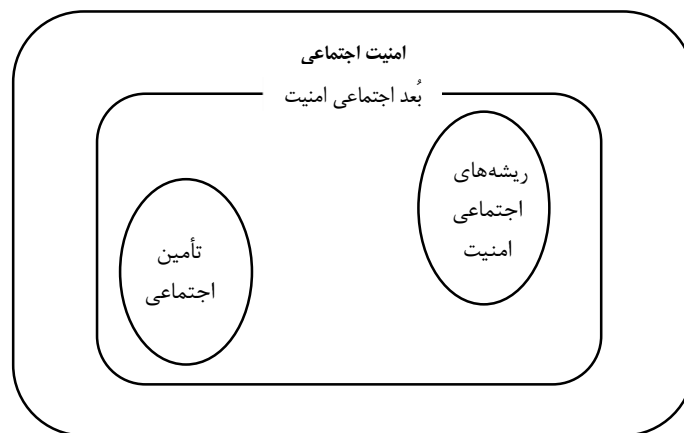 امنیت اجتماعی
بُعد اجتماعی امنیت
ریشه‌های
اجتماعی
امنیت
تأمین
اجتماعی